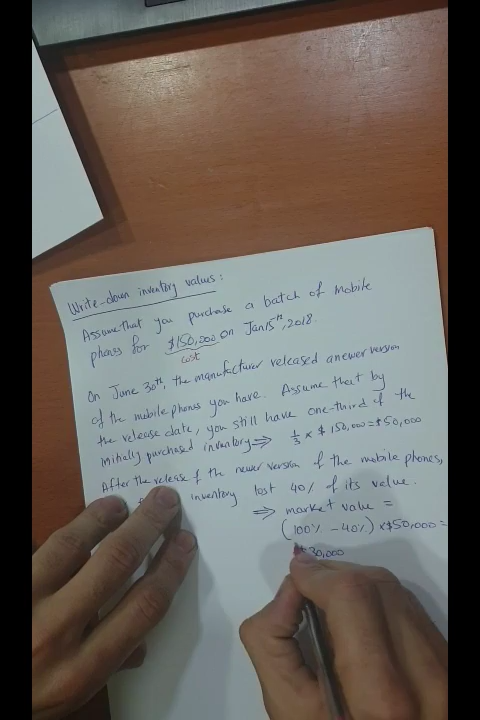 Write-down inventory values:
Assume that you purchase a batch of mobile
phones for $150,000 on Jan 15th, 2018.
cost
On June 30th, the manufacturer released a newer version
of the mobile phones you have. Assume that by
the release date, you still have one-third of the
initially purchased inventory ⇒ 1/3 × $150,000 = $50,000
After the release of the newer version of the mobile phones,
inventory lost 40% of its value.
⇒ market value =
(100% - 40%) × $50,000 =
$30,000